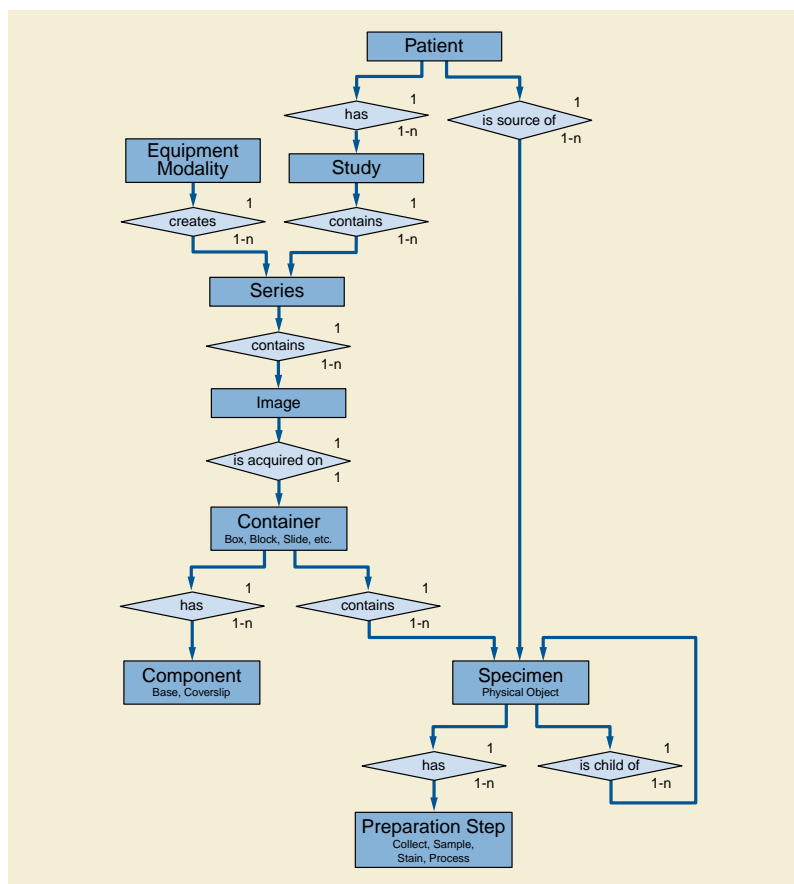 Patient
1
1
has
is source of
1-n
1-n
Equipment
Modality
Study
1
1
creates
contains
1-n
1-n
Series
1
contains
1-n
Image
1
is acquired on
1
Container
Box, Block, Slide, etc.
1
1
has
contains
1-n
1-n
Component
Base, Coverslip
Specimen
Physical Object
1
1
has
is child of
1-n
1-n
Preparation Step
Collect, Sample,
Stain, Process